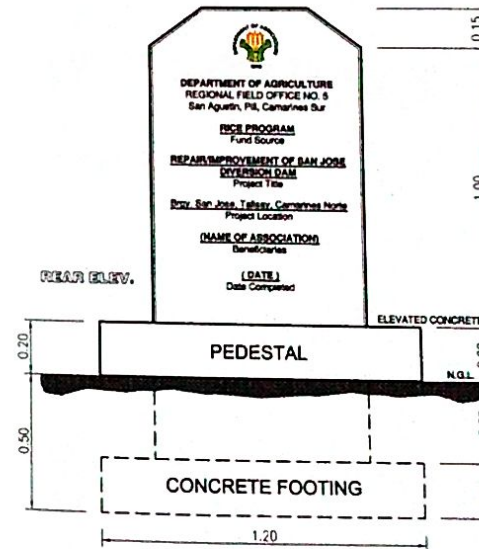 0.15
DEPARTMENT OF AGRICULTURE
REGIONAL FIELD OFFICE NO. 5
San Agustin, Pili, Camarines Sur
RICE PROGRAM
Fund Source
REPAIR/IMPROVEMENT OF SAN JOSE
DIVERSION DAM
Project Title
Brgy. San Jose, Talisay, Camarines Norte
Project Location
1.00
(NAME OF ASSOCIATION)
Beneficiaries
REAR ELEV.
( DATE )
Date Completed
ELEVATED CONCRETE
0.20
PEDESTAL
N.G.L.
0.50
CONCRETE FOOTING
1.20